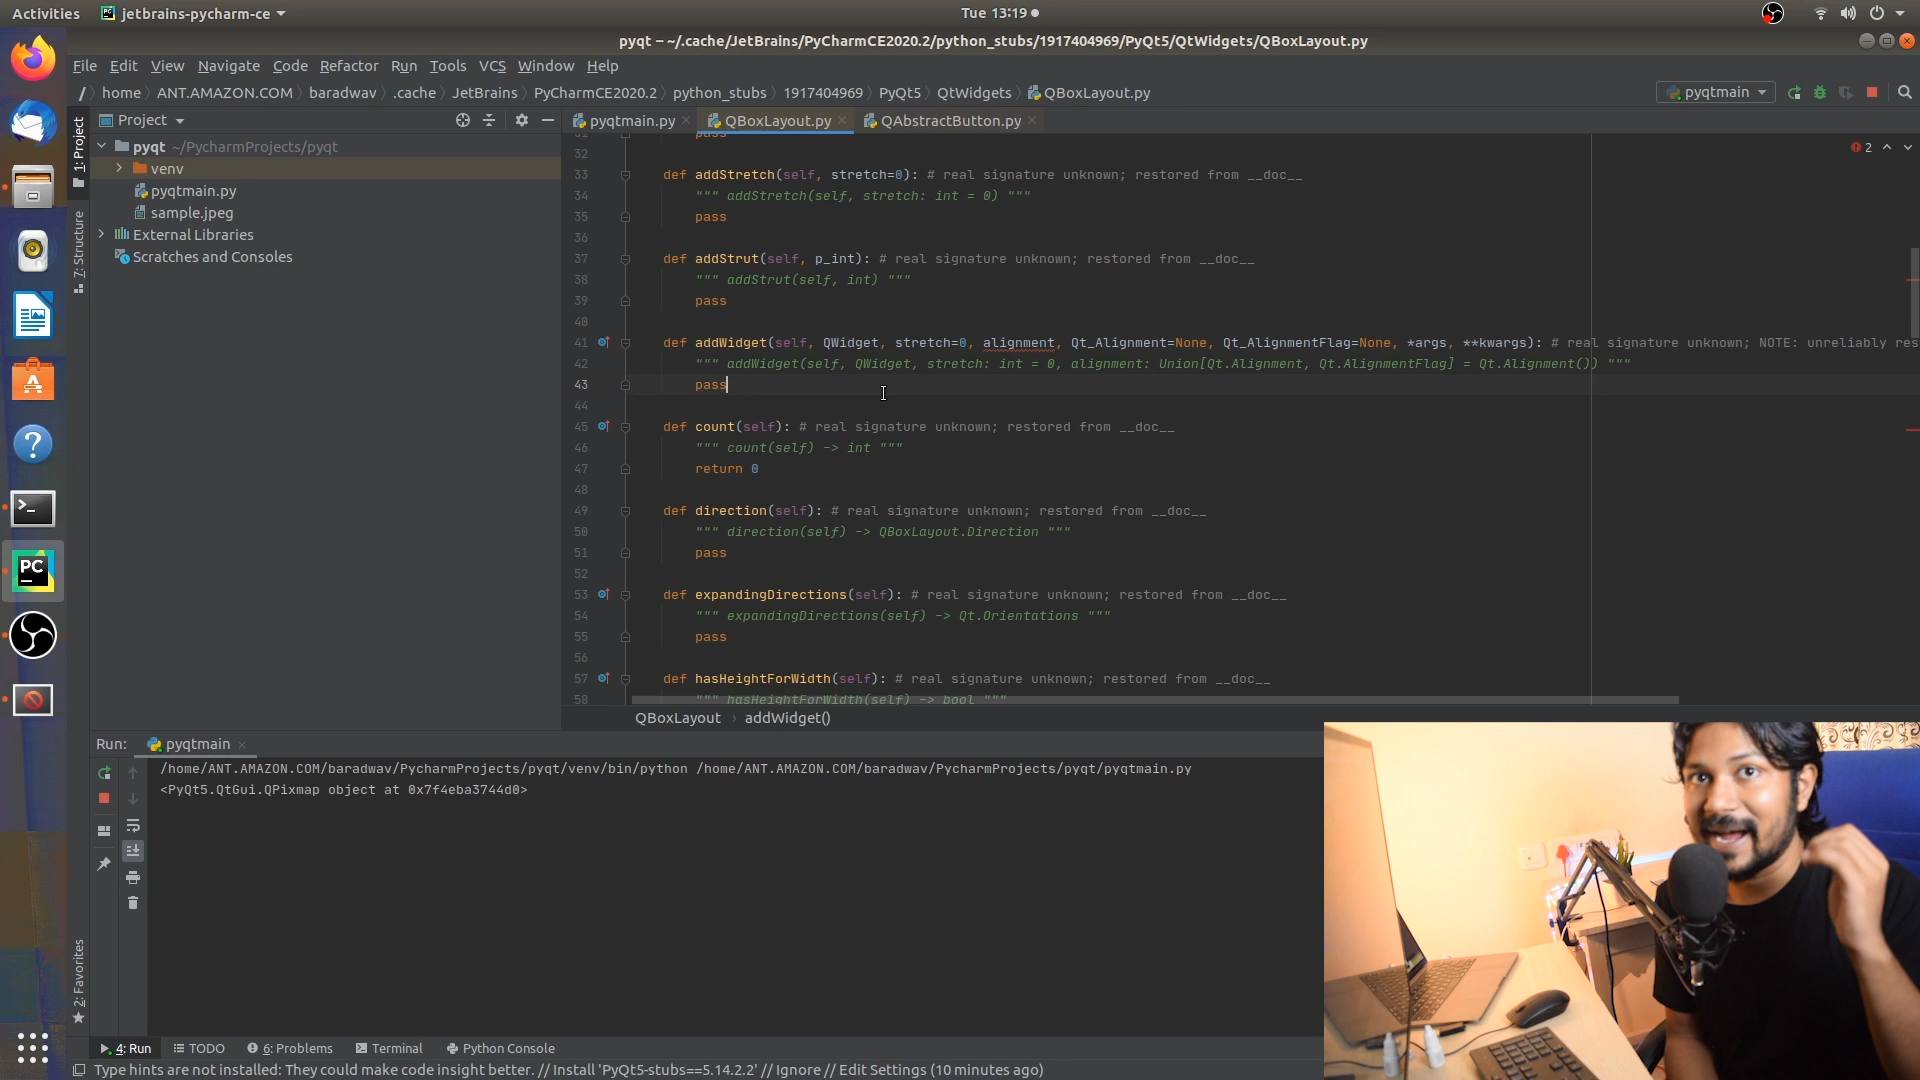 Activities
jetbrains-pycharm-ce
Tue 13:19
pyqt – ~/.cache/JetBrains/PyCharmCE2020.2/python_stubs/1917404969/PyQt5/QtWidgets/QBoxLayout.py
File Edit View Navigate Code Refactor Run Tools VCS Window Help
/ home ANT.AMAZON.COM baradwav .cache JetBrains PyCharmCE2020.2 python_stubs 1917404969 PyQt5 QtWidgets QBoxLayout.py
pyqtmain
Project
pyqtmain.py
QBoxLayout.py
QAbstractButton.py
1: Project
7: Structure
2: Favorites
pyqt ~/PycharmProjects/pyqt
venv
pyqtmain.py
sample.jpeg
External Libraries
Scratches and Consoles
2
pass
32
33 def addStretch(self, stretch=0): # real signature unknown; restored from __doc__
34 """ addStretch(self, stretch: int = 0) """
35 pass
36
37 def addStrut(self, p_int): # real signature unknown; restored from __doc__
38 """ addStrut(self, int) """
39 pass
40
41 def addWidget(self, QWidget, stretch=0, alignment, Qt_Alignment=None, Qt_AlignmentFlag=None, *args, **kwargs): # real signature unknown; NOTE: unreliably res
42 """ addWidget(self, QWidget, stretch: int = 0, alignment: Union[Qt.Alignment, Qt.AlignmentFlag] = Qt.Alignment()) """
43 pass
44
45 def count(self): # real signature unknown; restored from __doc__
46 """ count(self) -> int """
47 return 0
48
49 def direction(self): # real signature unknown; restored from __doc__
50 """ direction(self) -> QBoxLayout.Direction """
51 pass
52
53 def expandingDirections(self): # real signature unknown; restored from __doc__
54 """ expandingDirections(self) -> Qt.Orientations """
55 pass
56
57 def hasHeightForWidth(self): # real signature unknown; restored from __doc__
58 """ hasHeightForWidth(self) -> bool """
QBoxLayout › addWidget()
Run: pyqtmain
/home/ANT.AMAZON.COM/baradwav/PycharmProjects/pyqt/venv/bin/python /home/ANT.AMAZON.COM/baradwav/PycharmProjects/pyqt/pyqtmain.py
<PyQt5.QtGui.QPixmap object at 0x7f4eba3744d0>
4: Run
TODO
6: Problems
Terminal
Python Console
Type hints are not installed: They could make code insight better. // Install 'PyQt5-stubs==5.14.2.2' // Ignore // Edit Settings (10 minutes ago)
PC